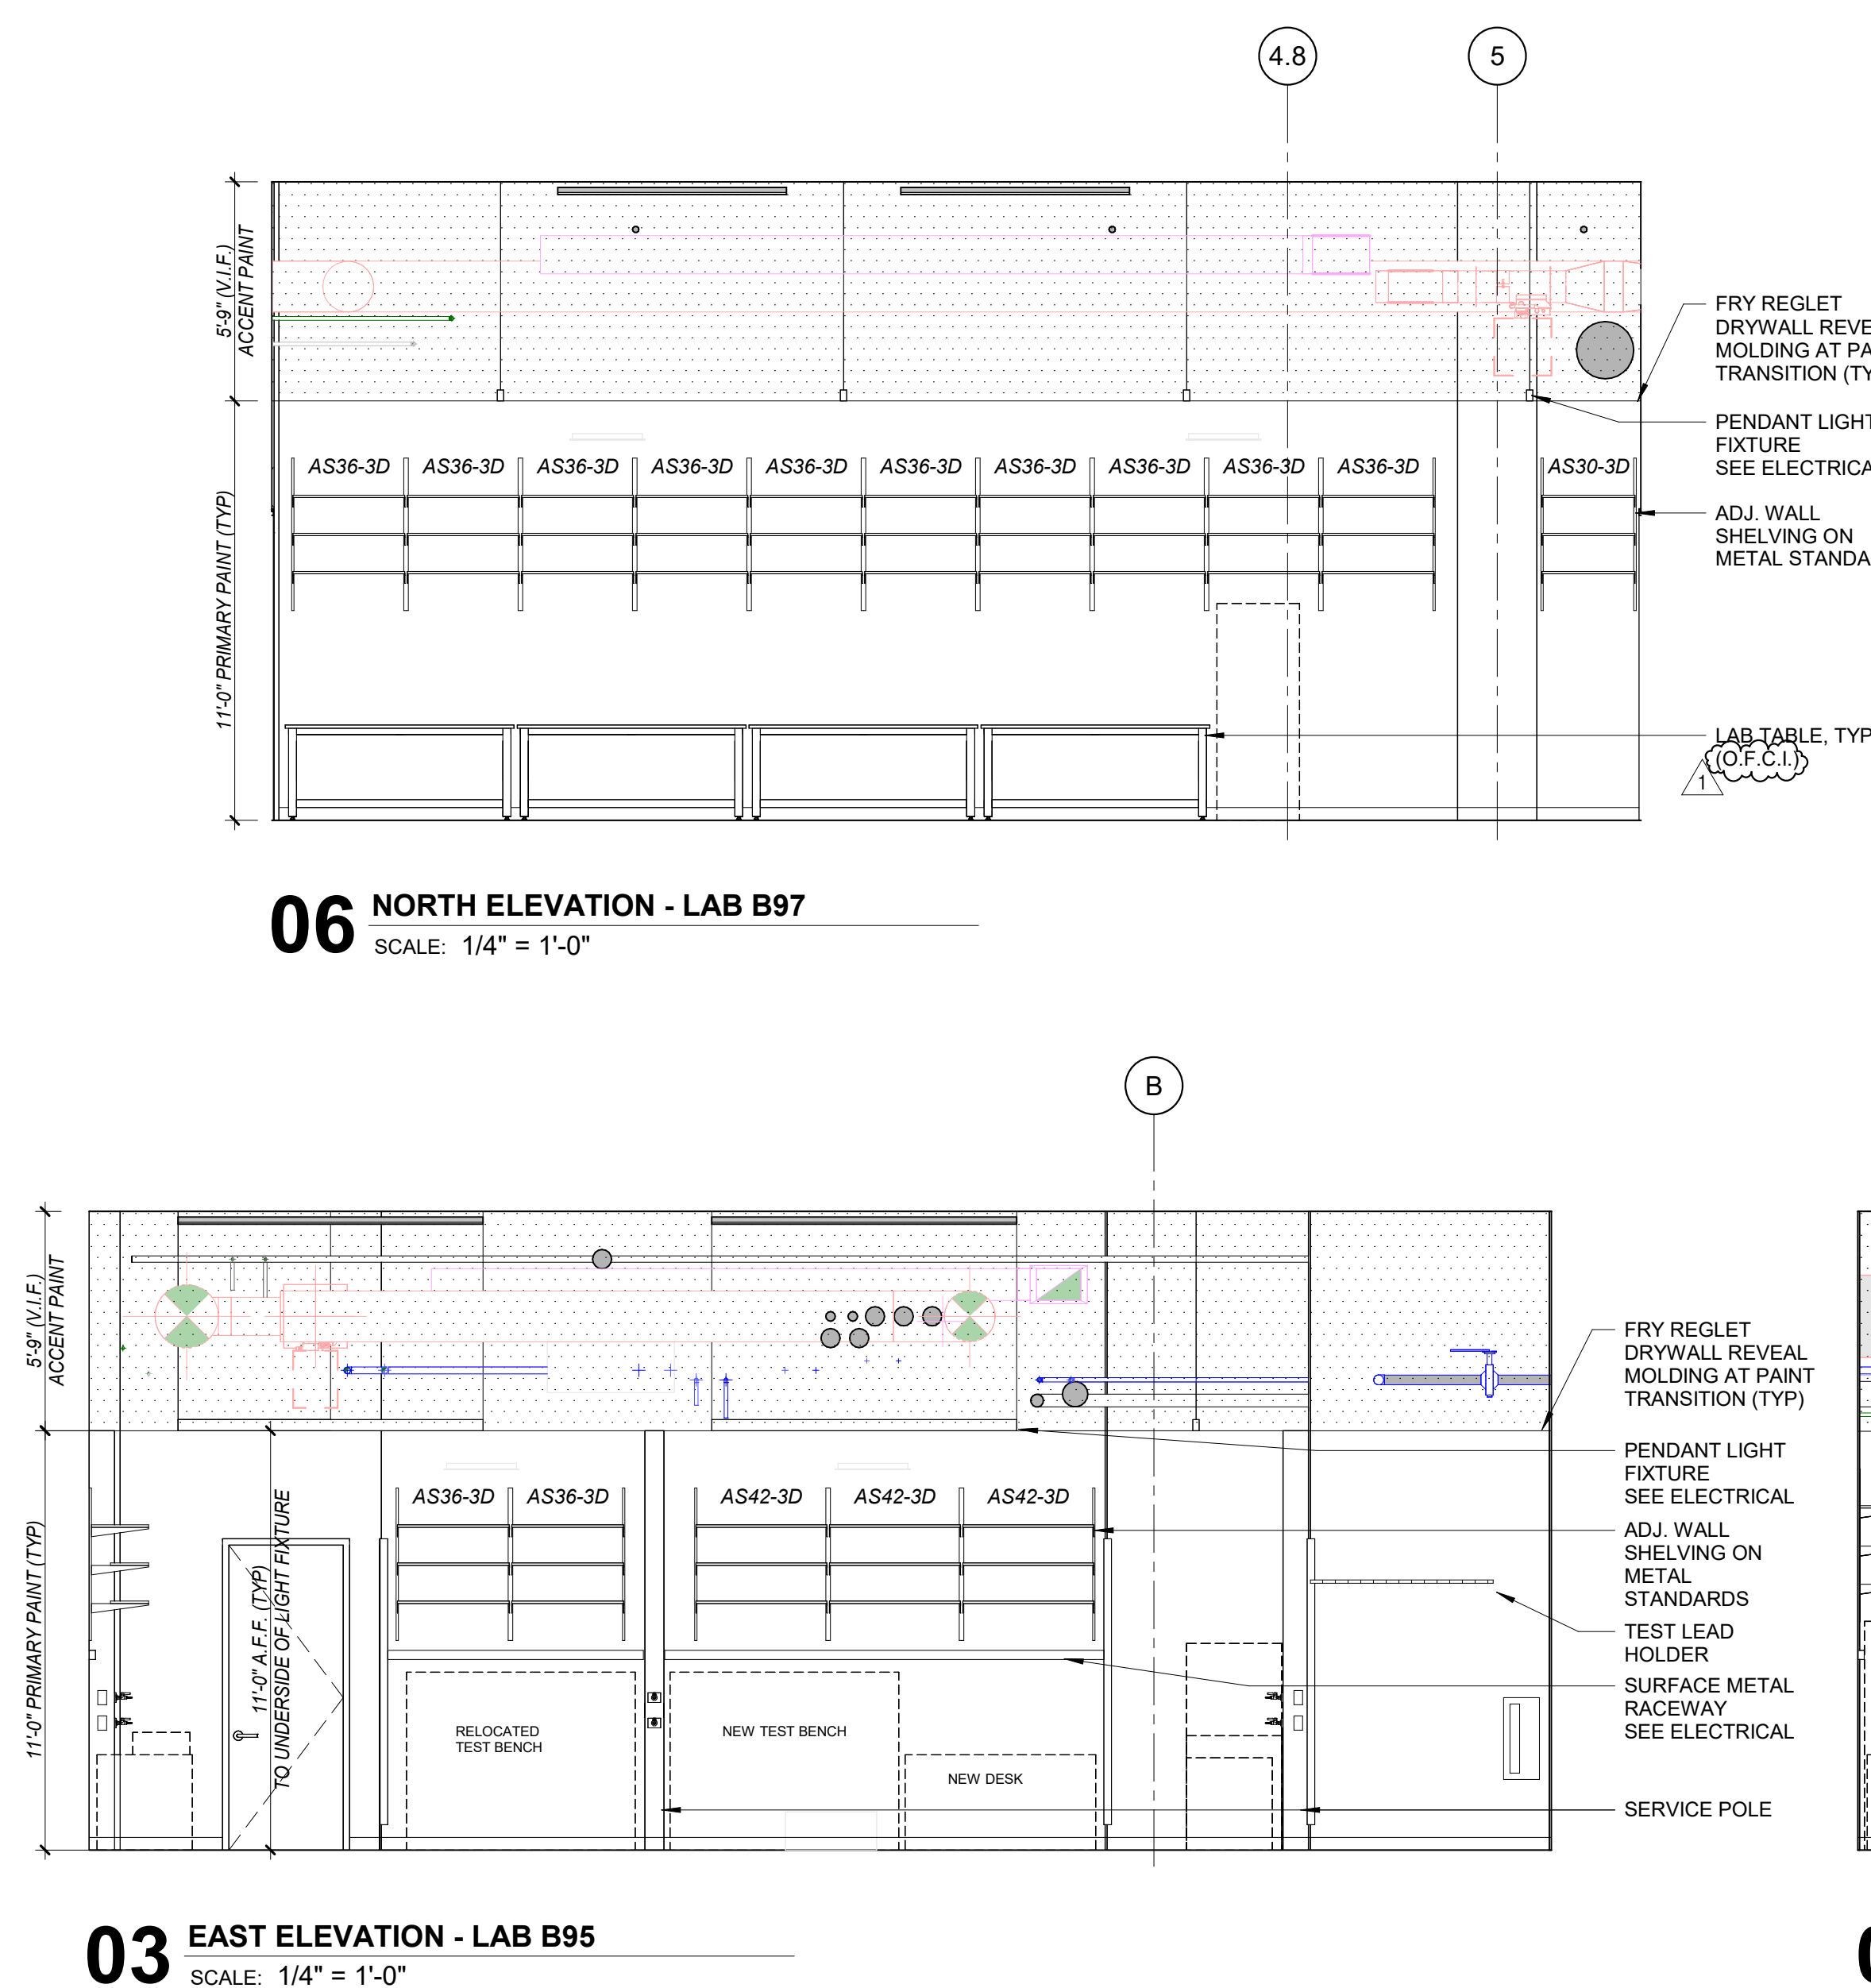 4.8
5
5'-9" (V.I.F.)
ACCENT PAINT
11'-0" PRIMARY PAINT (TYP)
AS36-3D AS36-3D AS36-3D AS36-3D AS36-3D AS36-3D AS36-3D AS36-3D AS36-3D AS36-3D AS30-3D
FRY REGLET
DRYWALL REVE
MOLDING AT PA
TRANSITION (TY
PENDANT LIGHT
FIXTURE
SEE ELECTRICA
ADJ. WALL
SHELVING ON
METAL STANDA
LAB TABLE, TYP
(O.F.C.I.)
1
06 NORTH ELEVATION - LAB B97
SCALE: 1/4" = 1'-0"
B
5'-9" (V.I.F.)
ACCENT PAINT
11'-0" PRIMARY PAINT (TYP)
11'-0" A.F.F. (TYP)
TO UNDERSIDE OF LIGHT FIXTURE
AS36-3D AS36-3D AS42-3D AS42-3D AS42-3D
RELOCATED
TEST BENCH
NEW TEST BENCH
NEW DESK
FRY REGLET
DRYWALL REVEAL
MOLDING AT PAINT
TRANSITION (TYP)
PENDANT LIGHT
FIXTURE
SEE ELECTRICAL
ADJ. WALL
SHELVING ON
METAL
STANDARDS
TEST LEAD
HOLDER
SURFACE METAL
RACEWAY
SEE ELECTRICAL
SERVICE POLE
03 EAST ELEVATION - LAB B95
SCALE: 1/4" = 1'-0"